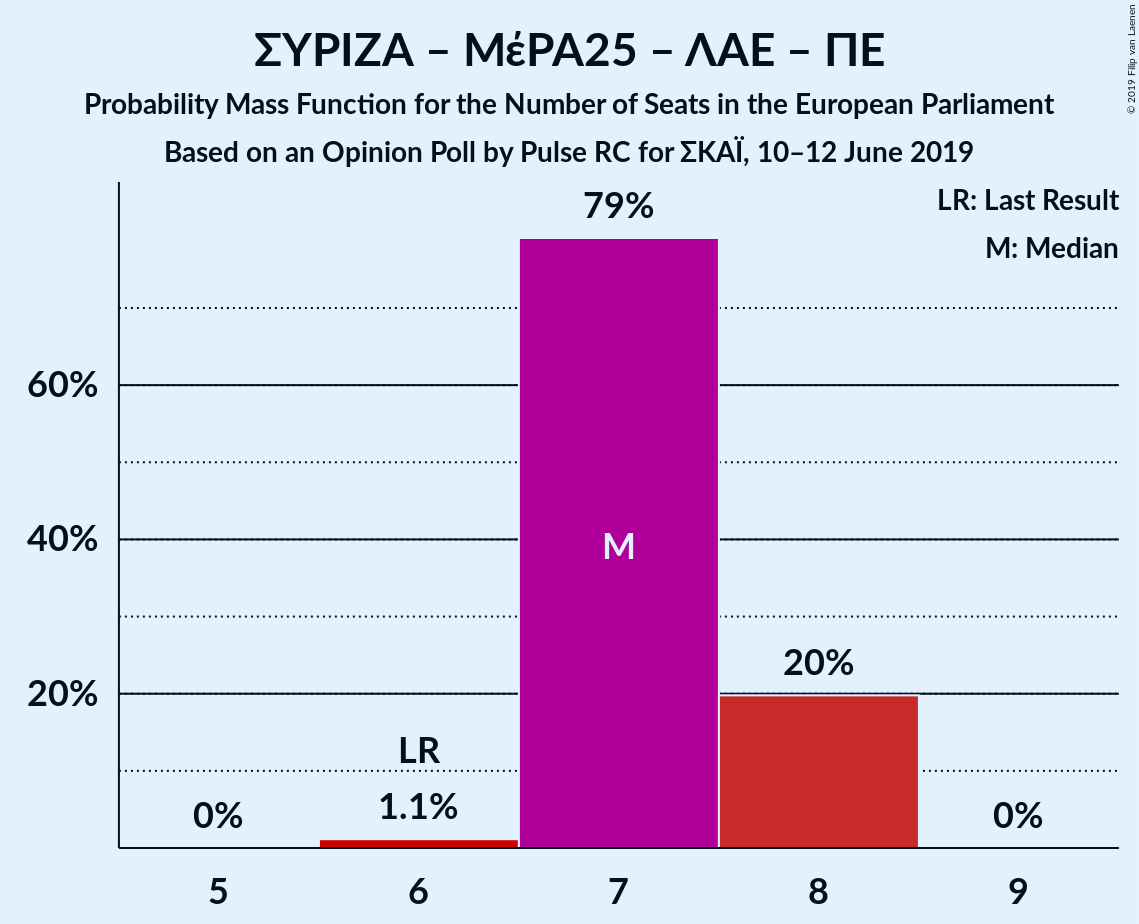 ΣΥΡΙΖΑ – ΜέΡΑ25 – ΛΑΕ – ΠΕ
Probability Mass Function for the Number of Seats in the European Parliament
Based on an Opinion Poll by Pulse RC for ΣΚΑΪ, 10–12 June 2019
© 2019 Filip van Laenen
LR: Last Result
M: Median
79%
60%
40%
M
20%
20%
LR
0%
1.1%
0%
5
6
7
8
9